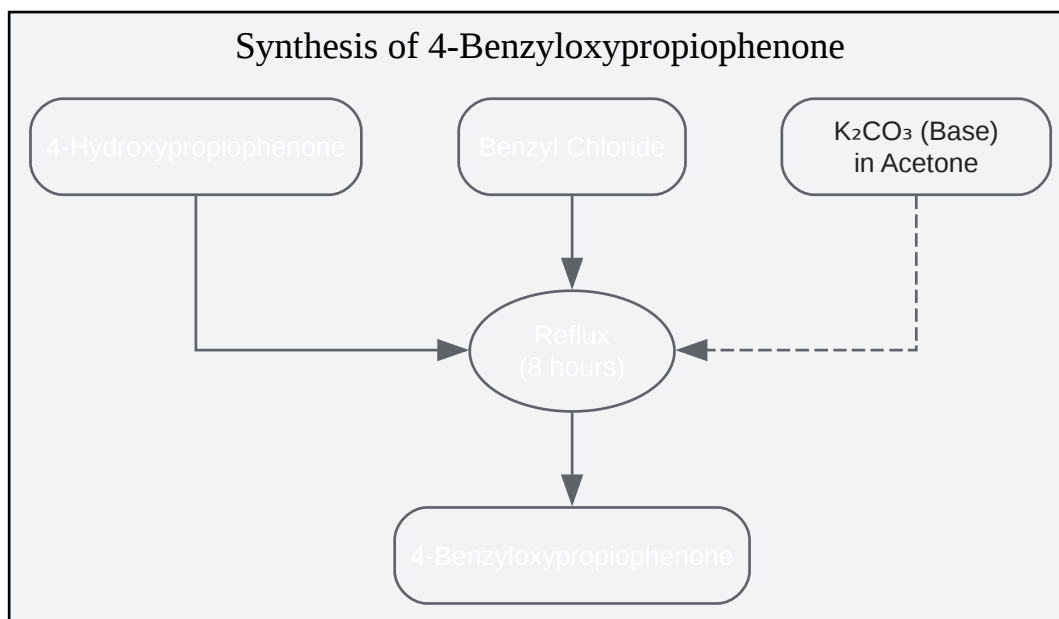 Synthesis of 4-Benzyloxypropiophenone
4-Hydroxypropiophenone
Benzyl Chloride
K₂CO₃ (Base)
in Acetone
Reflux
(8 hours)
4-Benzyloxypropiophenone